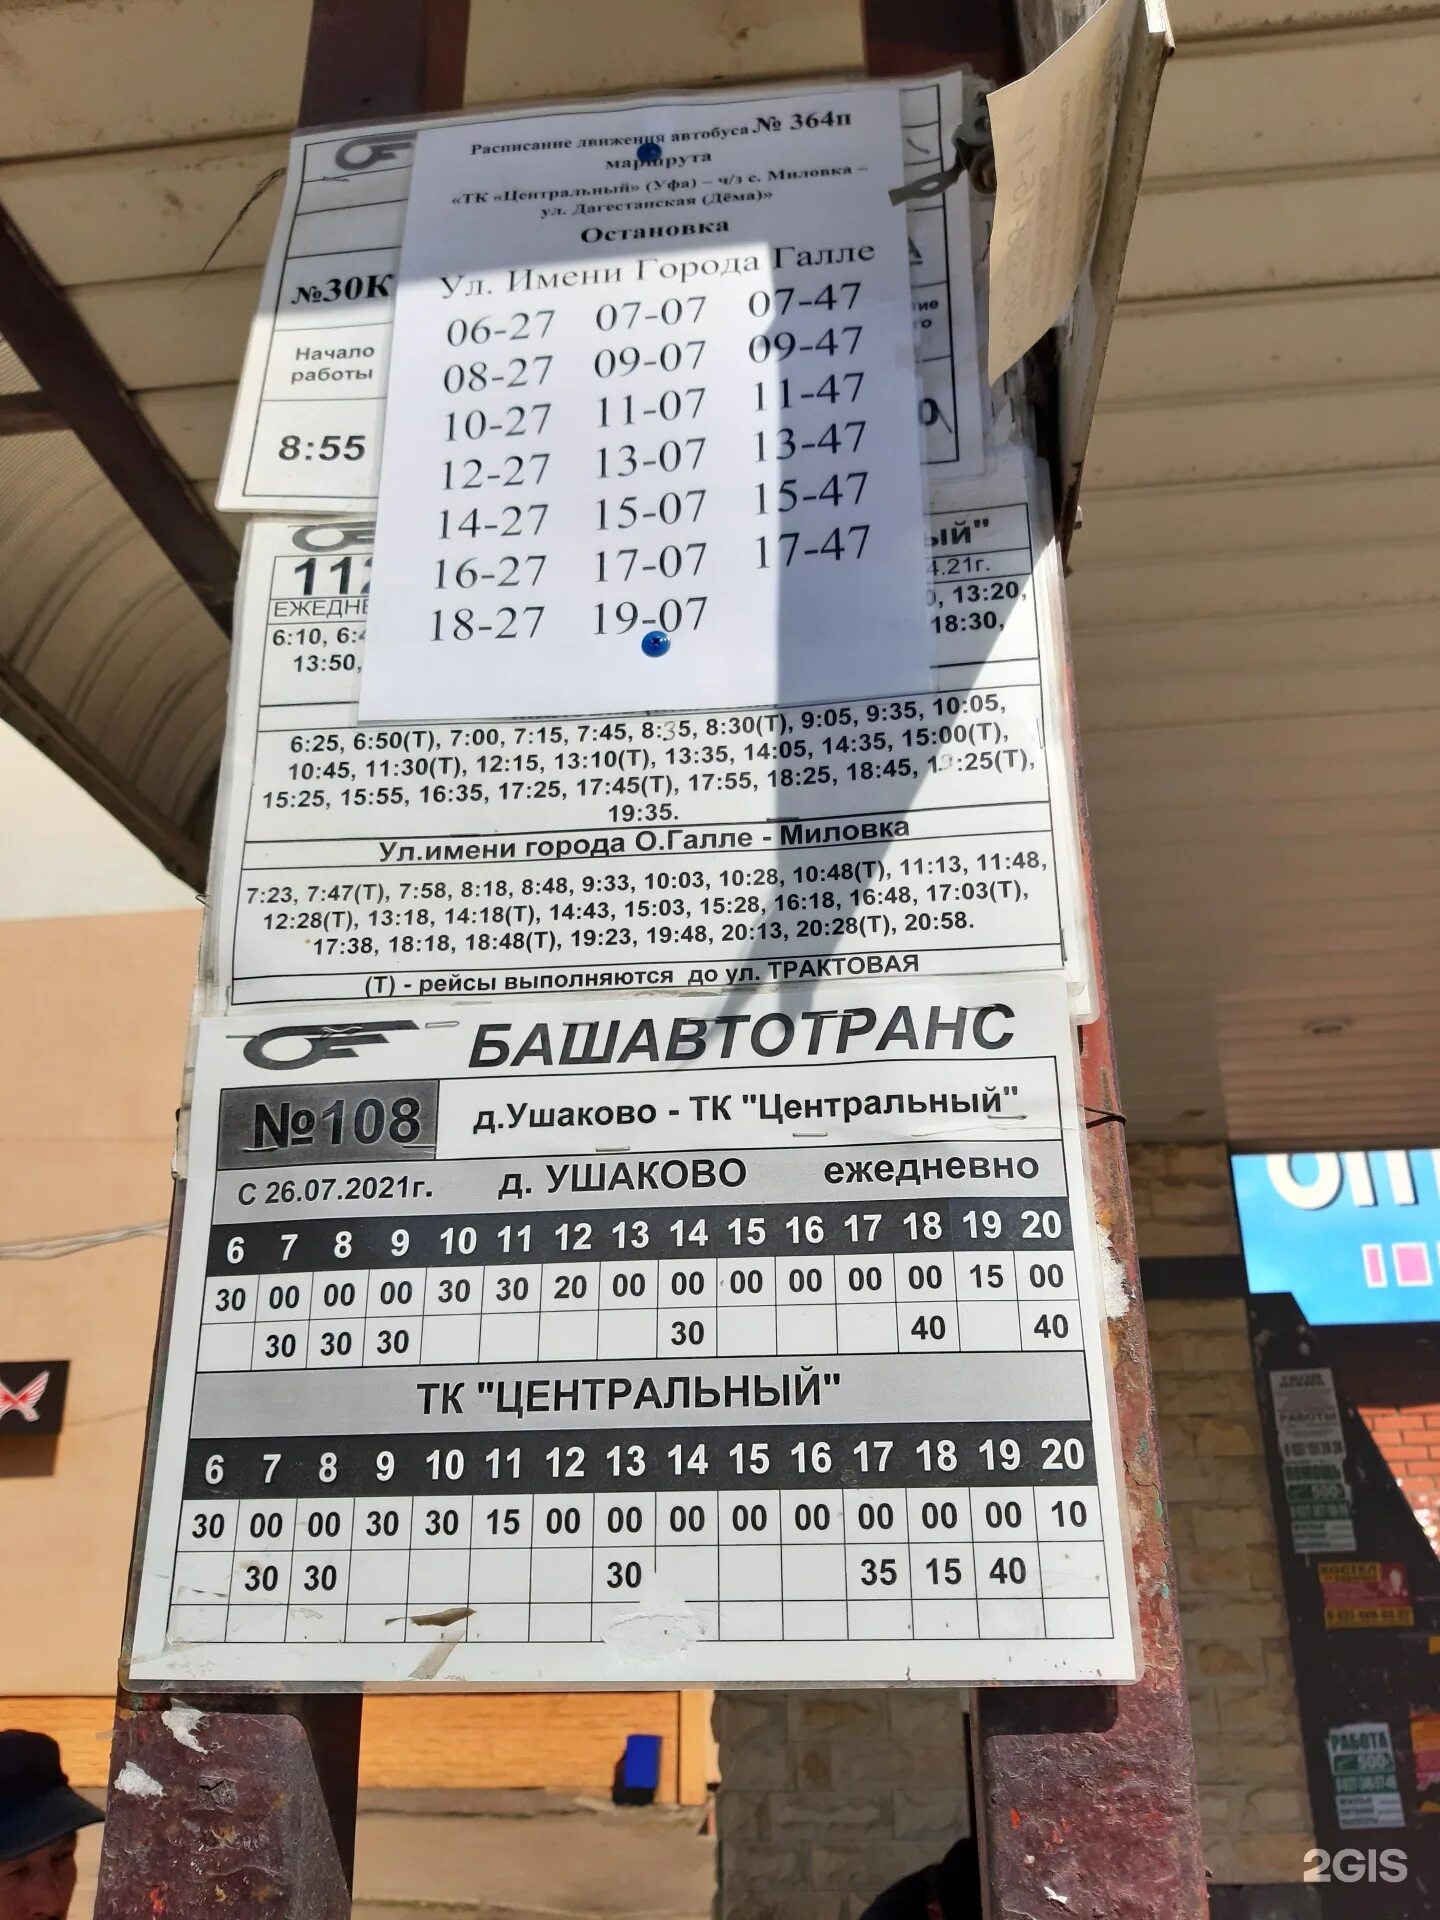 Расписание движения автобуса № 364п
маршрута
«ТК «Центральный» (Уфа) – ч/з с. Миловка –
ул. Дагестанская (Дёма)»
Остановка
Ул. Имени Города Галле
06-27 07-07 07-47
08-27 09-07 09-47
10-27 11-07 11-47
12-27 13-07 13-47
14-27 15-07 15-47
16-27 17-07 17-47
18-27 19-07
№30К
Начало
работы
8:55
ЕЖЕДНЕ
4.21г.
6:10,
13:20,
13:50,
18:30,
6:25, 6:50(Т), 7:00, 7:15, 7:45, 8:35, 8:30(Т), 9:05, 9:35, 10:05,
10:45, 11:30(Т), 12:15, 13:10(Т), 13:35, 14:05, 14:35, 15:00(Т),
15:25, 15:55, 16:35, 17:25, 17:45(Т), 17:55, 18:25, 18:45, :25(Т),
19:35.
Ул.имени города О.Галле - Миловка
7:23, 7:47(Т), 7:58, 8:18, 8:48, 9:33, 10:03, 10:28, 10:48(Т), 11:13, 11:48,
12:28(Т), 13:18, 14:18(Т), 14:43, 15:03, 15:28, 16:18, 16:48, 17:03(Т),
17:38, 18:18, 18:48(Т), 19:23, 19:48, 20:13, 20:28(Т), 20:58.
(Т) - рейсы выполняются до ул. ТРАКТОВАЯ
БАШАВТОТРАНС
№108 д.Ушаково - ТК "Центральный"
С 26.07.2021г. д. УШАКОВО ежедневно
6 7 8 9 10 11 12 13 14 15 16 17 18 19 20
30 00 00 00 30 30 20 00 00 00 00 00 00 15 00
30 30 30 30 40 40
ТК "ЦЕНТРАЛЬНЫЙ"
6 7 8 9 10 11 12 13 14 15 16 17 18 19 20
30 00 00 30 30 15 00 00 00 00 00 00 00 00 10
30 30 30 35 15 40
ОПТ
РАБОТЫ
ПОМОЩЬ
ХОСТЕЛ
РАБОТА
500
2GIS